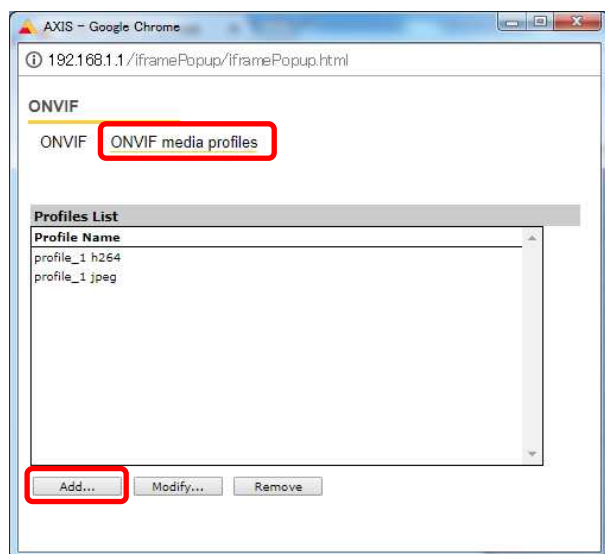 AXIS - Google Chrome
192.168.1.1/iframePopup/iframePopup.html
ONVIF
ONVIF ONVIF media profiles
Profiles List
Profile Name
profile_1 h264
profile_1 jpeg
Add... Modify... Remove